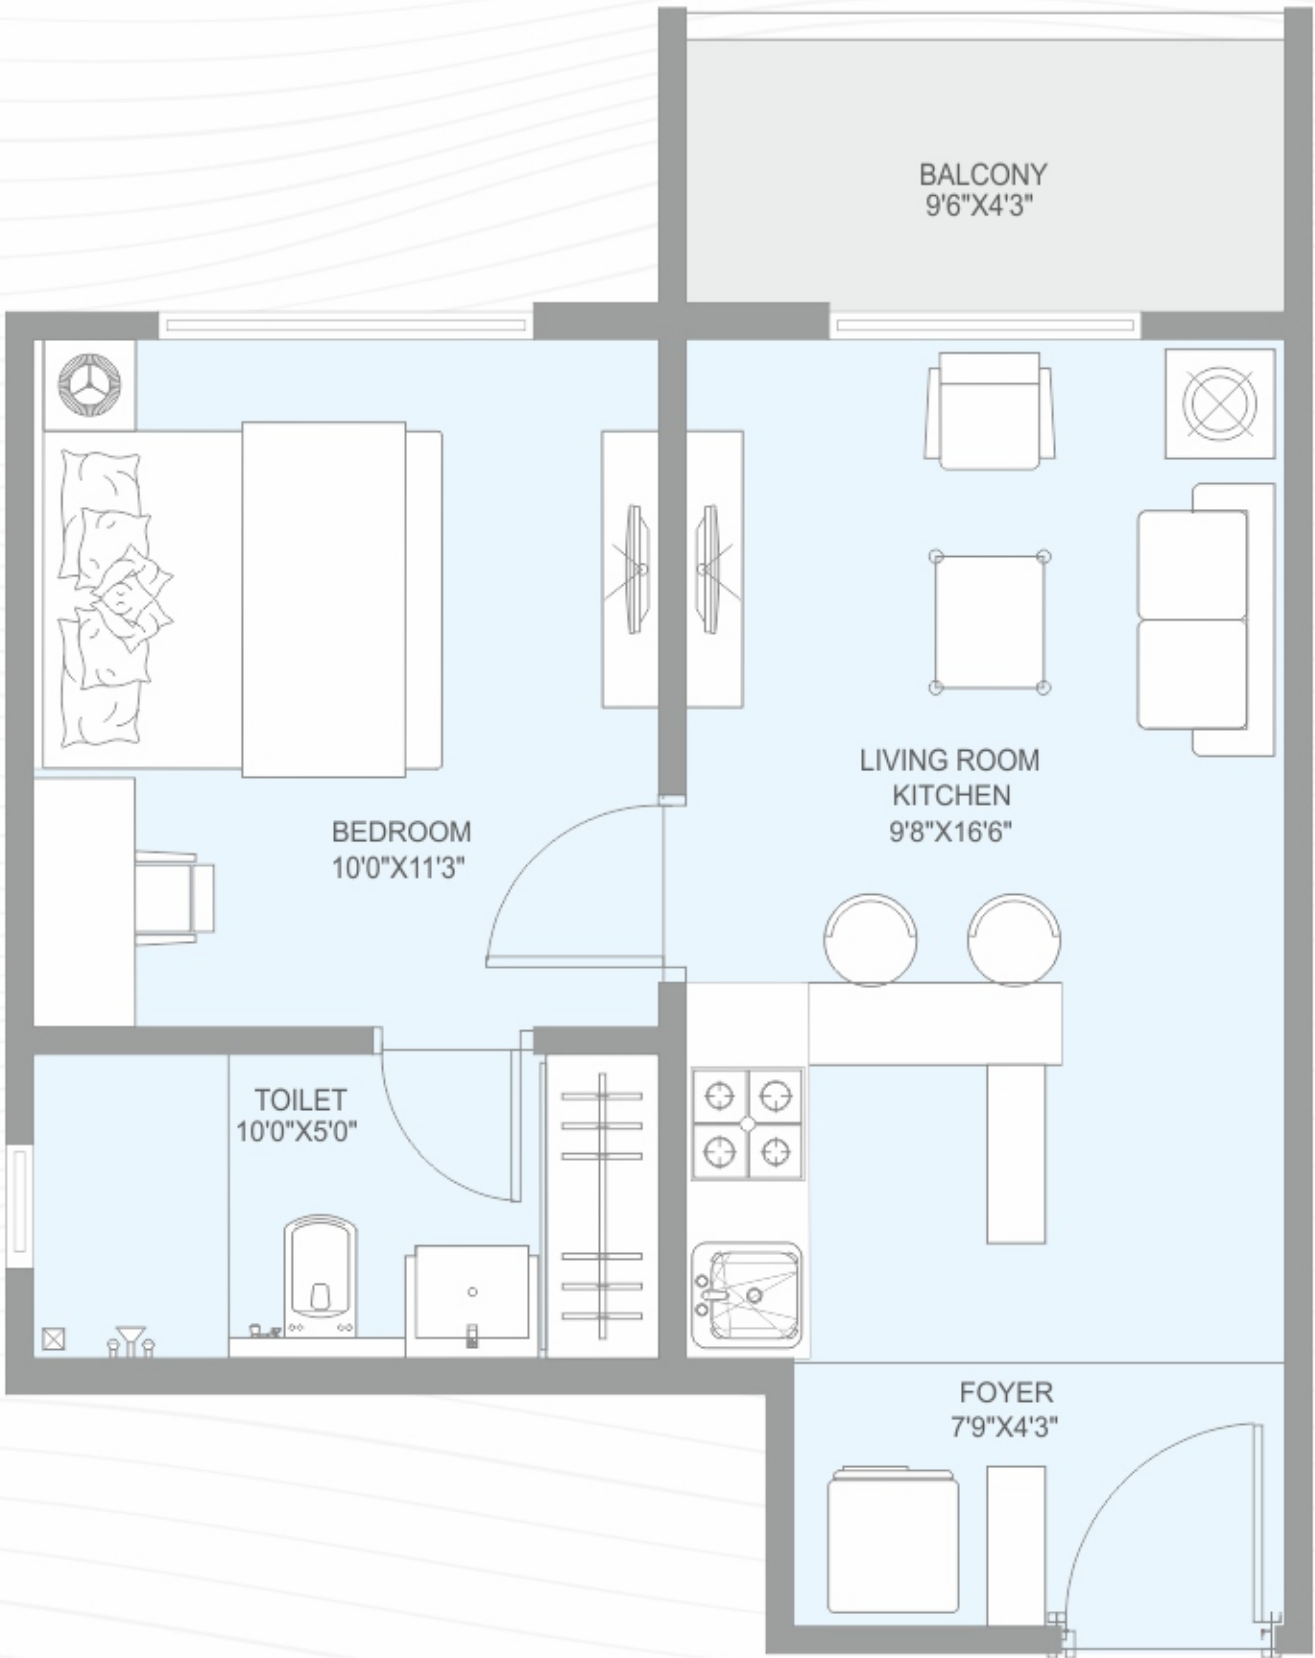 BALCONY
9'6"X4'3"
LIVING ROOM
KITCHEN
9'8"X16'6"
BEDROOM
10'0"X11'3"
TOILET
10'0"X5'0"
FOYER
7'9"X4'3"